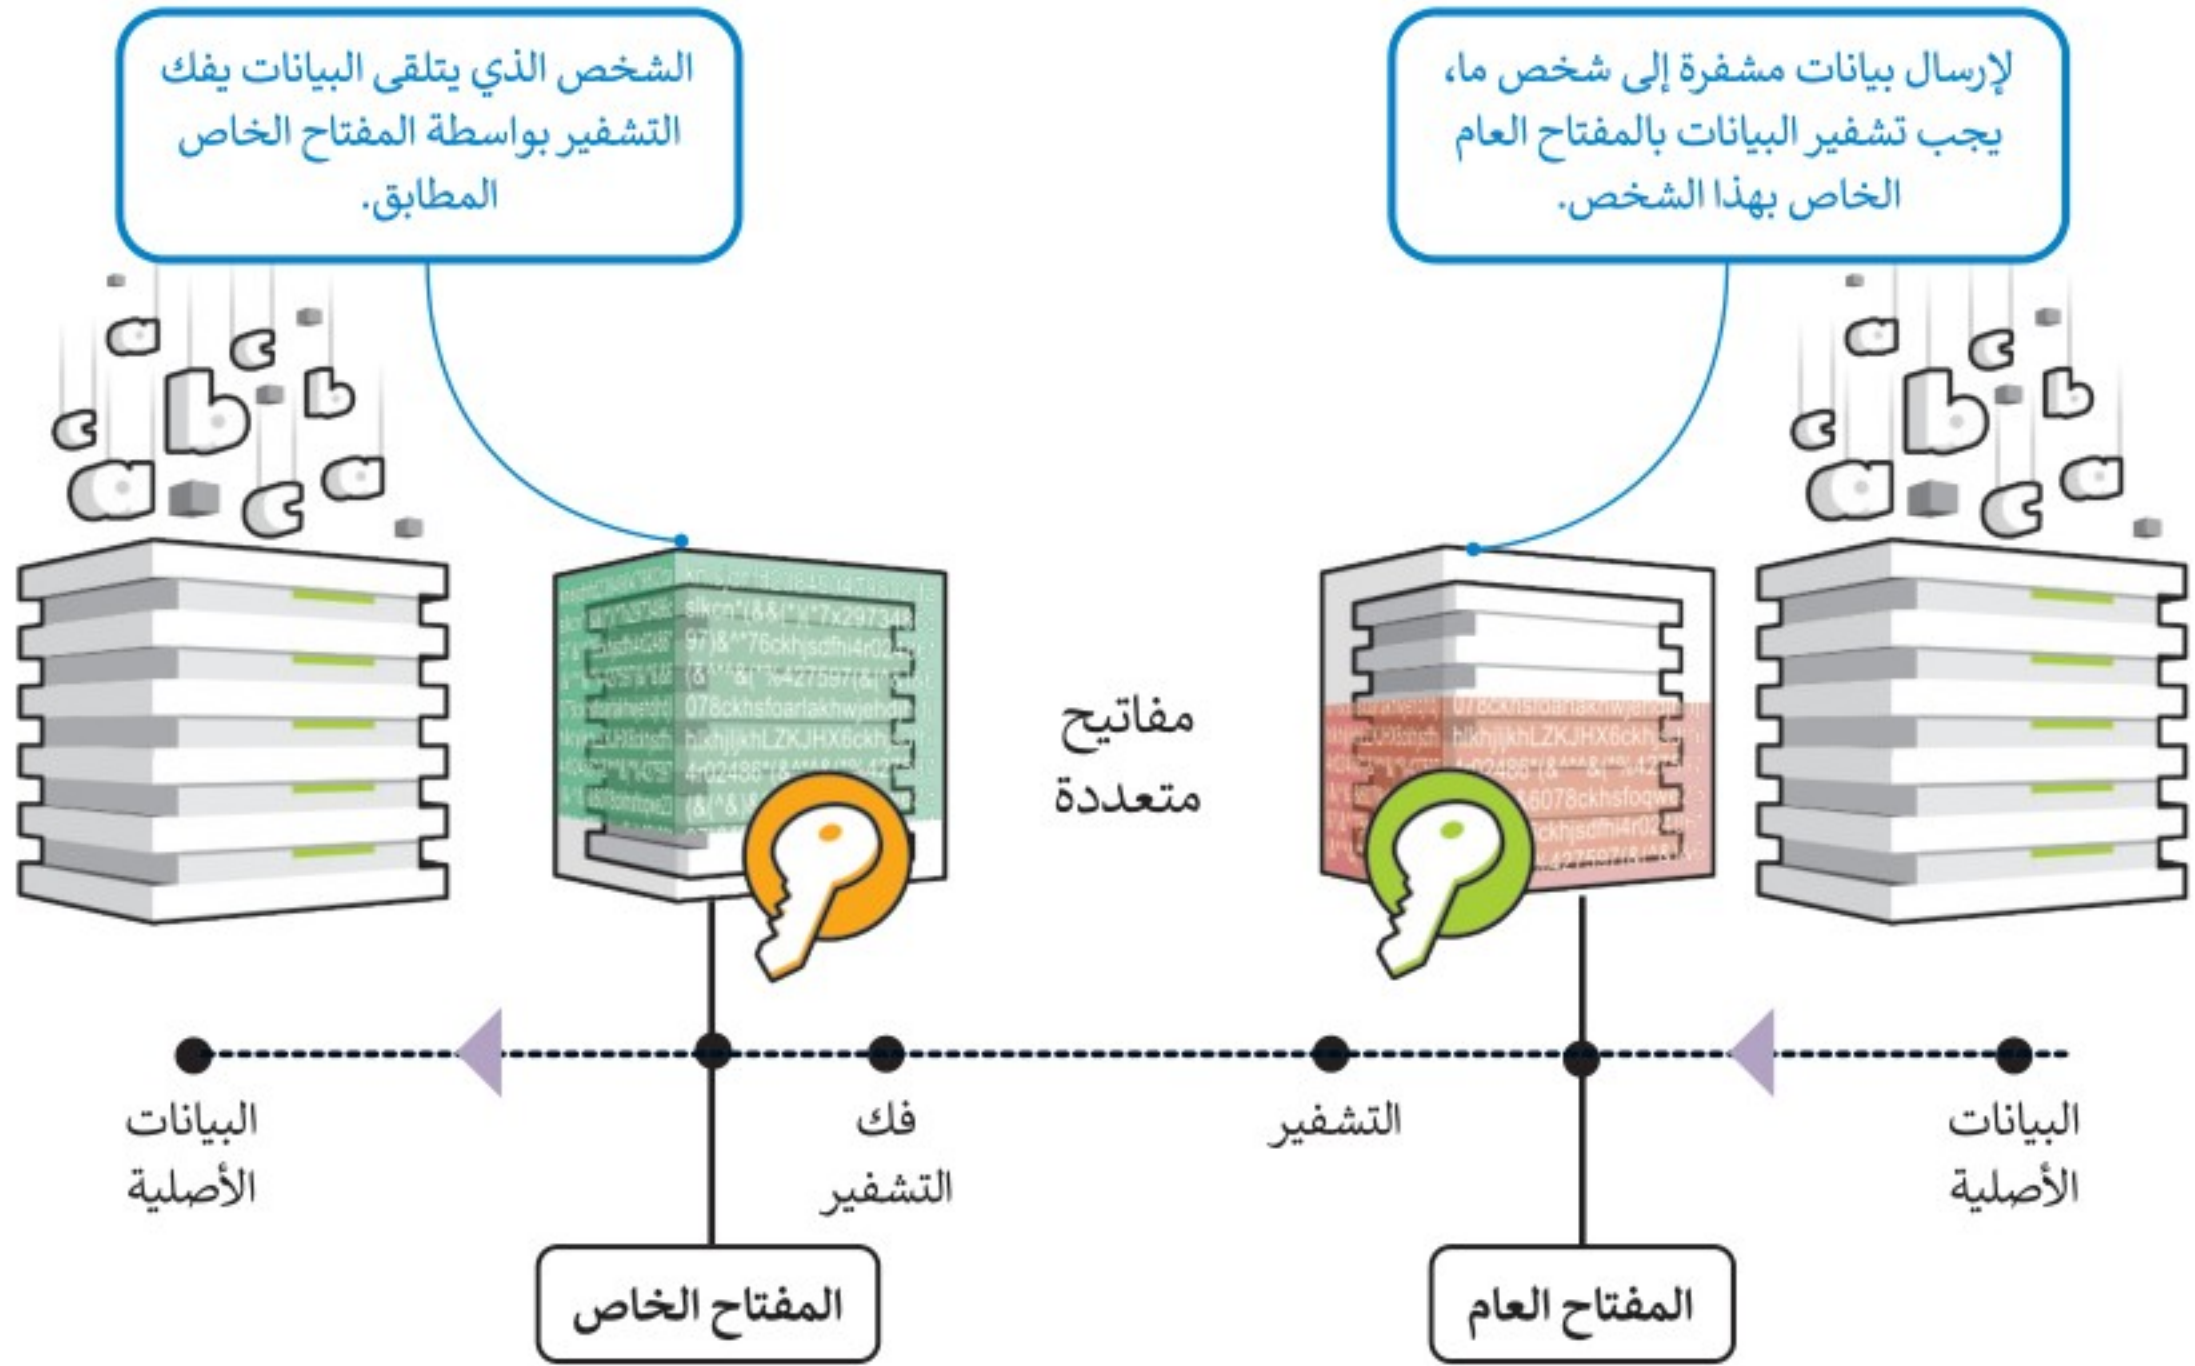 لإرسال بيانات مشفرة إلى شخص ما،
يجب تشفير البيانات بالمفتاح العام
الخاص بهذا الشخص.
الشخص الذي يتلقى البيانات يفك
التشفير بواسطة المفتاح الخاص
المطابق.
مفاتيح
متعددة
البيانات
الأصلية
التشفير
فك
التشفير
البيانات
الأصلية
المفتاح العام
المفتاح الخاص